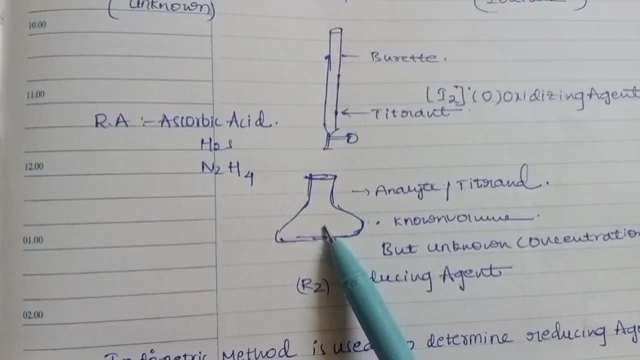 (unknown)
10.00
Burette.
11.00
[I2] (O) Oxidizing Agent
Titrant
R.A :- Ascorbic Acid.
H2S
12.00
N2H4
→ Analyte / Titrand.
• Known volume
01.00
But unknown concentration
(R2) ducing Agent
02.00
Method is used to determine reducing Ag